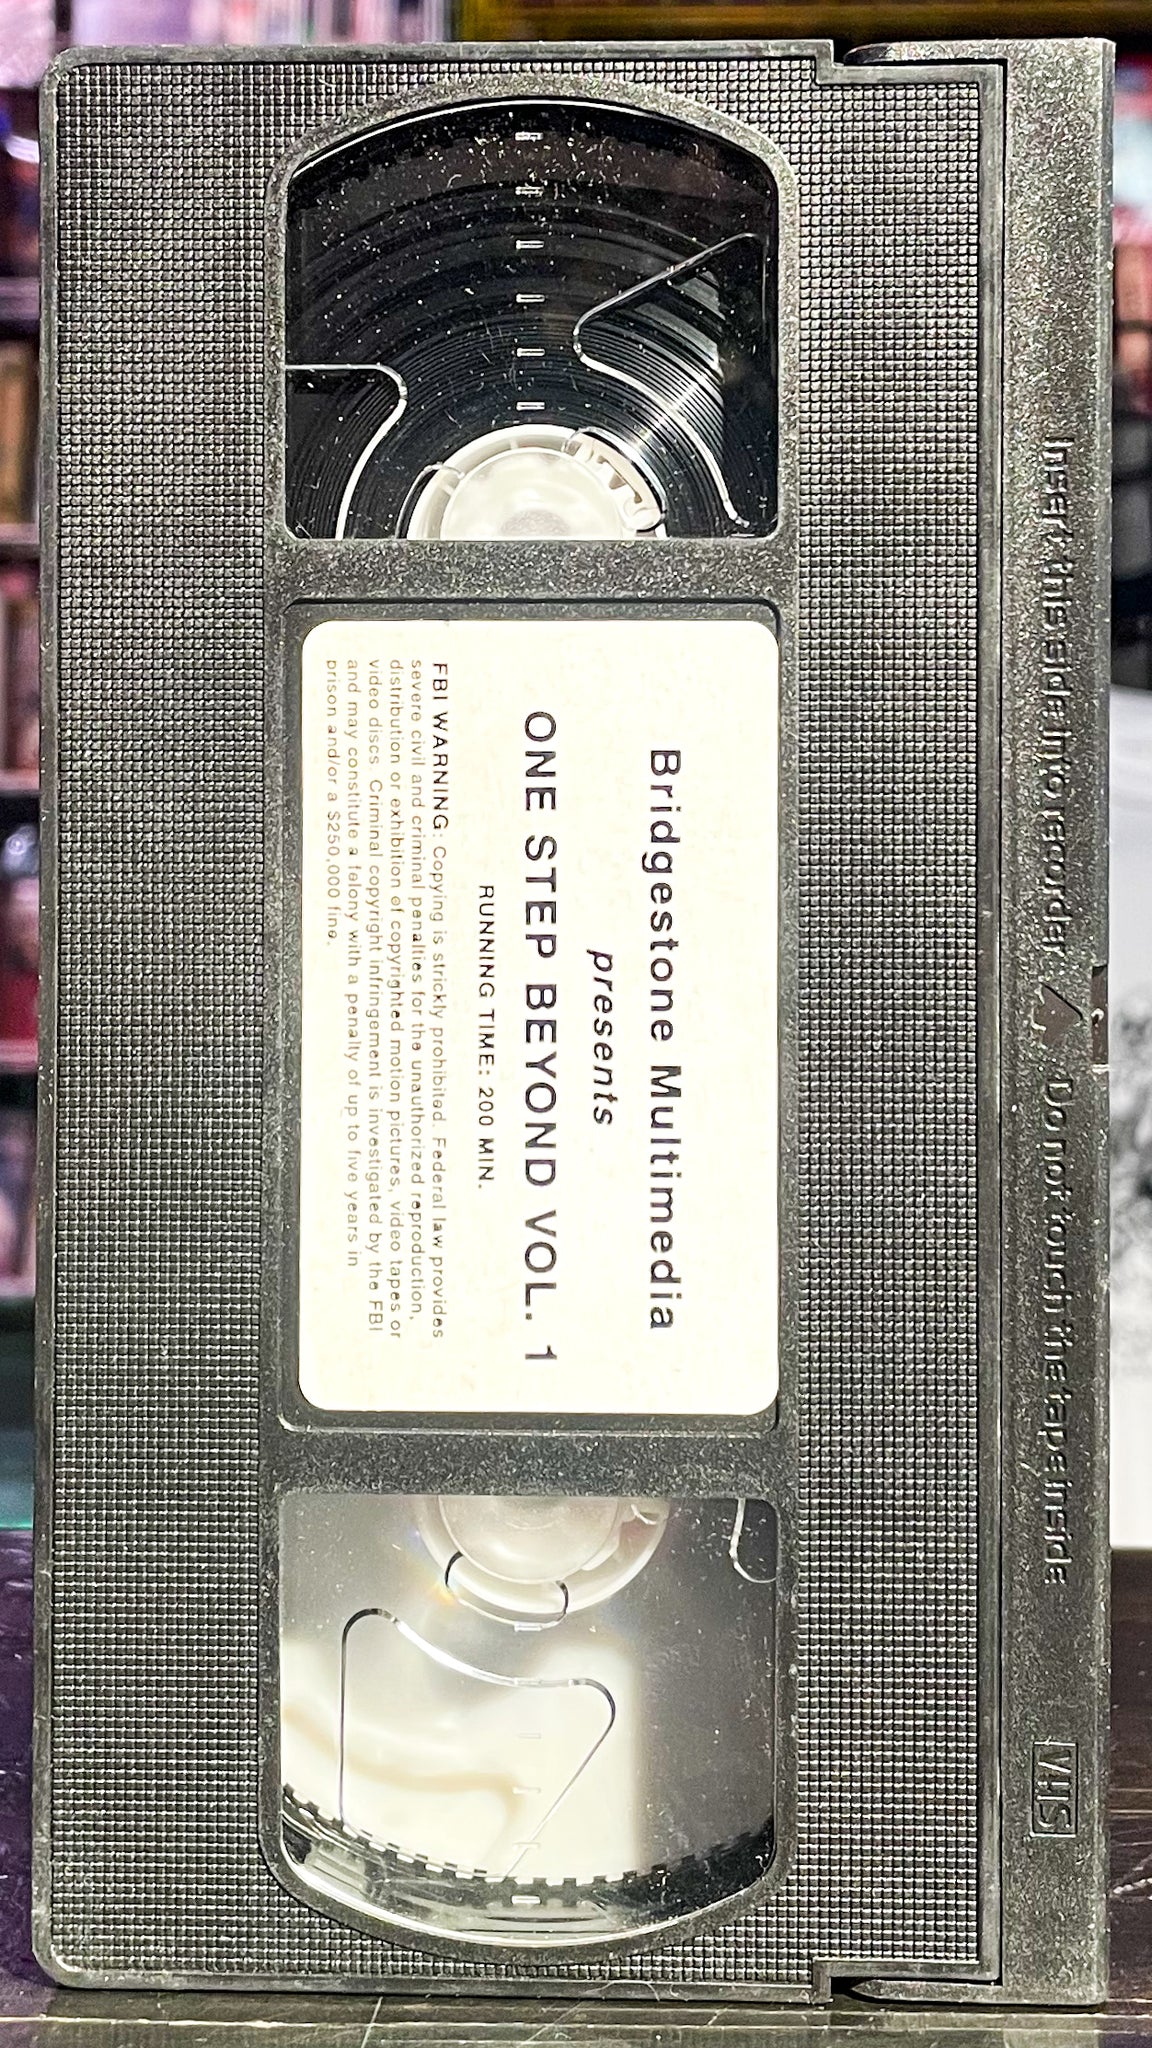 Insert this side into recorder △ Do not touch the tape inside
VHS
Bridgestone Multimedia
presents
ONE STEP BEYOND VOL. 1
RUNNING TIME: 200 MIN.
FBI WARNING: Copying is strickly prohibited. Federal law provides
severe civil and criminal penalties for the unauthorized reproduction,
distribution or exhibition of copyrighted motion pictures, video tapes or
video discs. Criminal copyright infringement is investigated by the FBI
and may constitute a felony with a penalty of up to five years in
prison and/or a $250,000 fine.